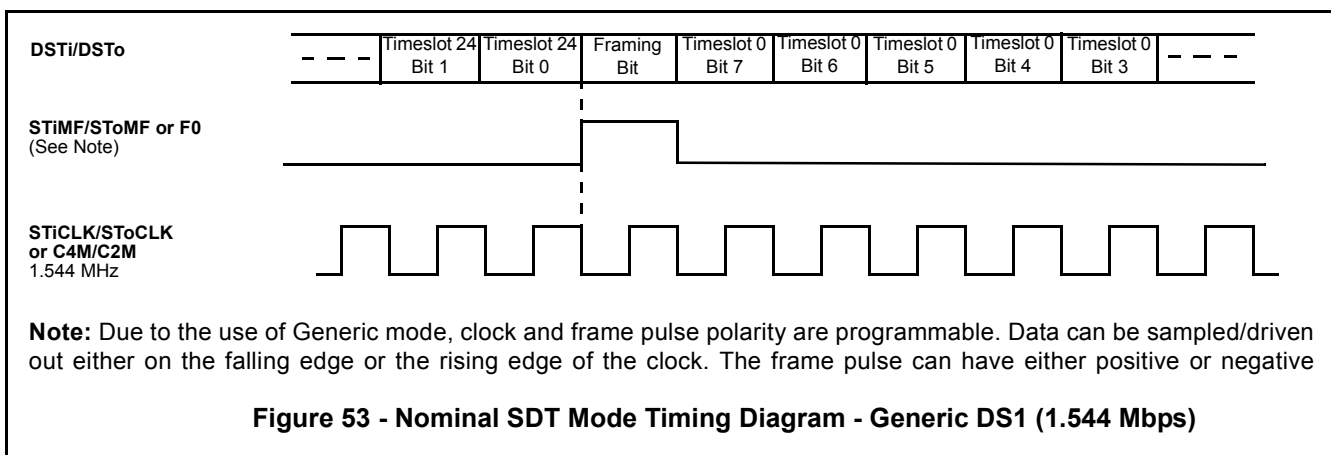 DSTi/DSTo
Timeslot 24 Timeslot 24 Framing Timeslot 0 Timeslot 0 Timeslot 0 Timeslot 0 Timeslot 0
Bit 1 Bit 0 Bit Bit 7 Bit 6 Bit 5 Bit 4 Bit 3
STiMF/SToMF or F0
(See Note)
STiCLK/SToCLK
or C4M/C2M
1.544 MHz
Note: Due to the use of Generic mode, clock and frame pulse polarity are programmable. Data can be sampled/driven
out either on the falling edge or the rising edge of the clock. The frame pulse can have either positive or negative
Figure 53 - Nominal SDT Mode Timing Diagram - Generic DS1 (1.544 Mbps)